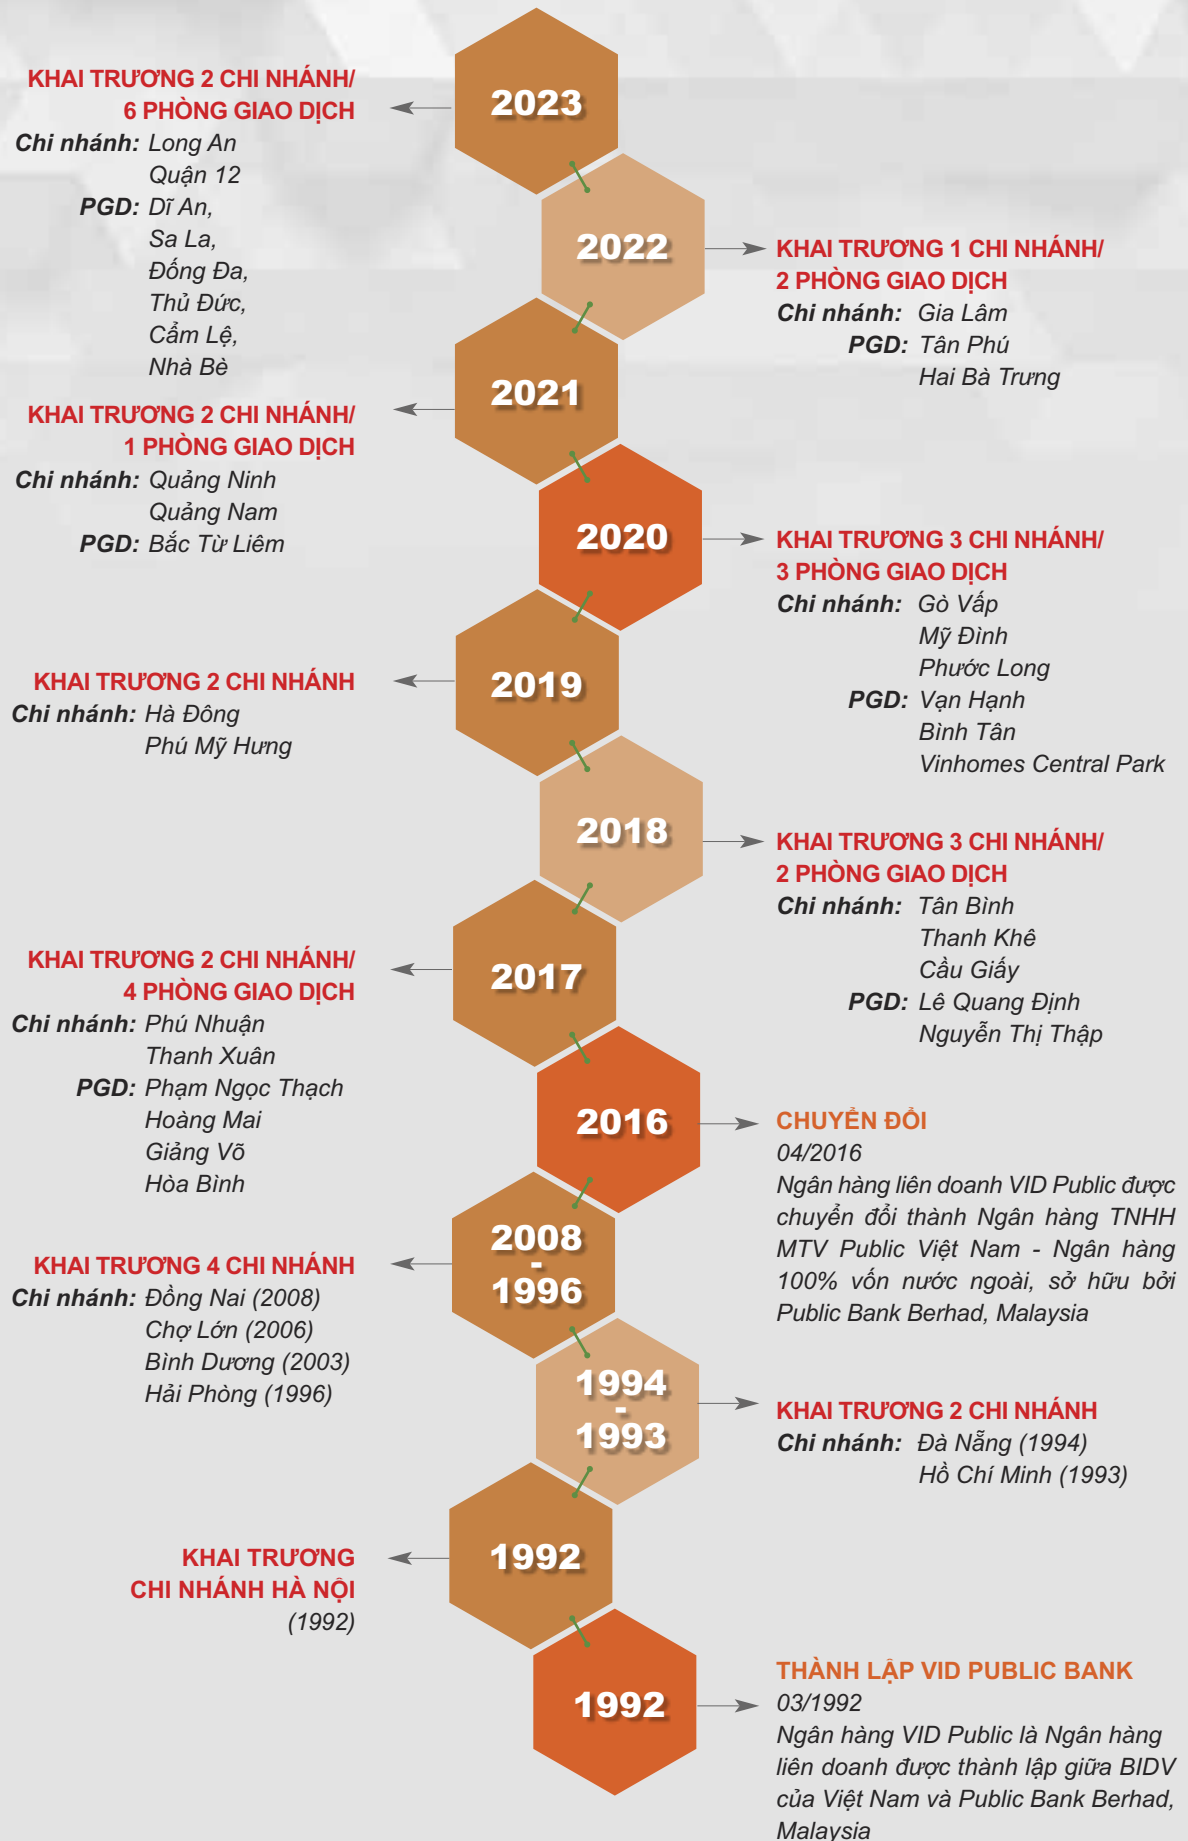 2023
KHAI TRƯƠNG 2 CHI NHÁNH/
6 PHÒNG GIAO DỊCH
Chi nhánh: Long An
Quận 12
PGD: Dĩ An,
Sa La,
Đống Đa,
Thủ Đức,
Cẩm Lệ,
Nhà Bè
2022
KHAI TRƯƠNG 1 CHI NHÁNH/
2 PHÒNG GIAO DỊCH
Chi nhánh: Gia Lâm
PGD: Tân Phú
Hai Bà Trưng
2021
KHAI TRƯƠNG 2 CHI NHÁNH/
1 PHÒNG GIAO DỊCH
Chi nhánh: Quảng Ninh
Quảng Nam
PGD: Bắc Từ Liêm
2020
KHAI TRƯƠNG 3 CHI NHÁNH/
3 PHÒNG GIAO DỊCH
Chi nhánh: Gò Vấp
Mỹ Đình
Phước Long
PGD: Vạn Hạnh
Bình Tân
Vinhomes Central Park
2019
KHAI TRƯƠNG 2 CHI NHÁNH
Chi nhánh: Hà Đông
Phú Mỹ Hưng
2018
KHAI TRƯƠNG 3 CHI NHÁNH/
2 PHÒNG GIAO DỊCH
Chi nhánh: Tân Bình
Thanh Khê
Cầu Giấy
PGD: Lê Quang Định
Nguyễn Thị Thập
2017
KHAI TRƯƠNG 2 CHI NHÁNH/
4 PHÒNG GIAO DỊCH
Chi nhánh: Phú Nhuận
Thanh Xuân
PGD: Phạm Ngọc Thạch
Hoàng Mai
Giảng Võ
Hòa Bình
2016
CHUYỂN ĐỔI
04/2016
Ngân hàng liên doanh VID Public được
chuyển đổi thành Ngân hàng TNHH
MTV Public Việt Nam - Ngân hàng
100% vốn nước ngoài, sở hữu bởi
Public Bank Berhad, Malaysia
2008
-
1996
KHAI TRƯƠNG 4 CHI NHÁNH
Chi nhánh: Đồng Nai (2008)
Chợ Lớn (2006)
Bình Dương (2003)
Hải Phòng (1996)
1994
-
1993
KHAI TRƯƠNG 2 CHI NHÁNH
Chi nhánh: Đà Nẵng (1994)
Hồ Chí Minh (1993)
1992
KHAI TRƯƠNG
CHI NHÁNH HÀ NỘI
(1992)
1992
THÀNH LẬP VID PUBLIC BANK
03/1992
Ngân hàng VID Public là Ngân hàng
liên doanh được thành lập giữa BIDV
của Việt Nam và Public Bank Berhad,
Malaysia